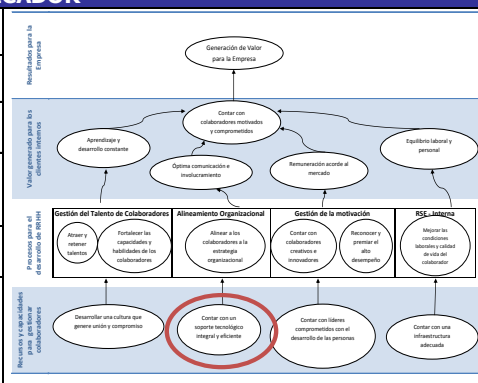 Resultados para la
Empresa
Generación de Valor
para la Empresa
Valor generado para los
clientes internos
Contar con
colaboradores motivados
y comprometidos
Aprendizaje y
desarrollo constante
Óptima comunicación e
involucramiento
Remuneración acorde al
mercado
Equilibrio laboral y
personal
Procesos para el
desarrollo de RRHH
Gestión del Talento de Colaboradores
Atraer y
retener
talentos
Fortalecer las
capacidades y
habilidades de los
colaboradores
Alineamiento Organizacional
Alinear a los
colaboradores a la
estrategia
organizacional
Gestión de la motivación
Contar con
colaboradores
creativos e
innovadores
Reconocer y
premiar el
alto
desempeño
RSE - Interna
Mejorar las
condiciones
laborales y calidad
de vida del
colaborador
Recursos y capacidades
para gestionar
colaboradores
Desarrollar una cultura que
genere unión y compromiso
Contar con un
soporte tecnológico
integral y eficiente
Contar con lideres
comprometidos con el
desarrollo de las personas
Contar con una
infraestructura
adecuada